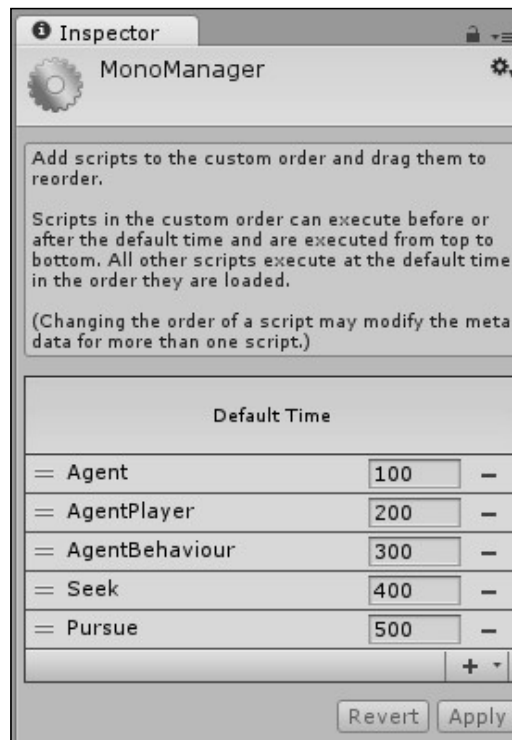 Inspector
MonoManager
Add scripts to the custom order and drag them to
reorder.
Scripts in the custom order can execute before or
after the default time and are executed from top to
bottom. All other scripts execute at the default time
in the order they are loaded.
(Changing the order of a script may modify the meta
data for more than one script.)
Default Time
= Agent 100 −
= AgentPlayer 200 −
= AgentBehaviour 300 −
= Seek 400 −
= Pursue 500 −
+
Revert Apply